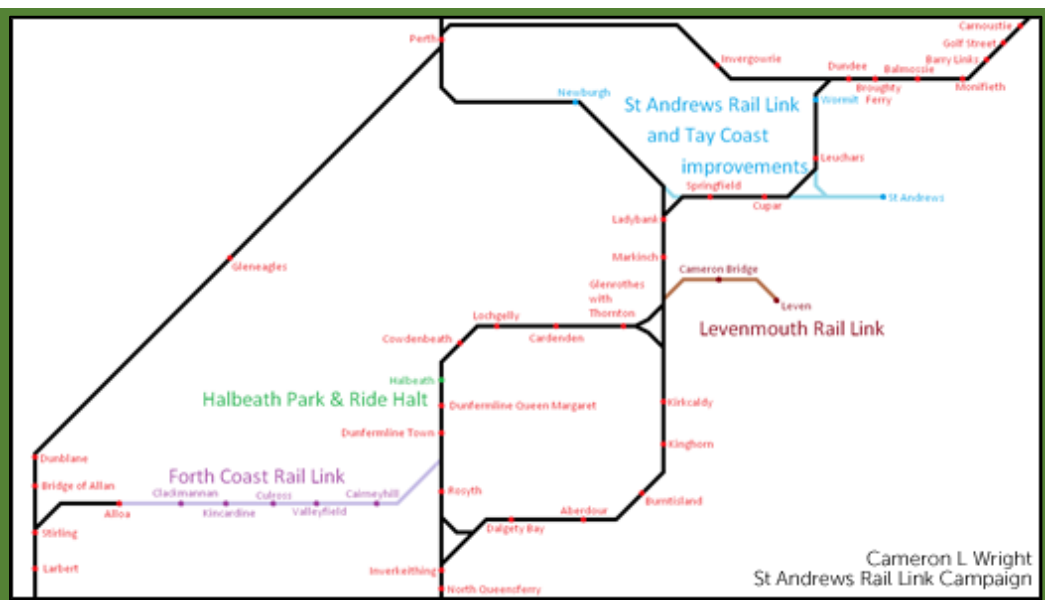 Carnoustie
Perth
Golf Street
Invergowrie
Barry Links
Dundee
Balmossie
Broughty
Ferry
Monifieth
Newburgh
Wormit
St Andrews Rail Link
and Tay Coast
improvements
Leuchars
Springfield
Cupar
St Andrews
Ladybank
Markinch
Gleneagles
Cameron Bridge
Glenrothes
with
Thornton
Leven
Lochgelly
Levenmouth Rail Link
Cowdenbeath
Cardenden
Halbeath
Halbeath Park & Ride Halt
Dunfermline Queen Margaret
Kirkcaldy
Dunfermline Town
Kinghorn
Dunblane
Forth Coast Rail Link
Bridge of Allan
Clackmannan
Culross
Cairneyhill
Rosyth
Alloa
Kincardine
Valleyfield
Burntisland
Aberdour
Dalgety Bay
Stirling
Larbert
Inverkeithing
North Queensferry
Cameron L Wright
St Andrews Rail Link Campaign